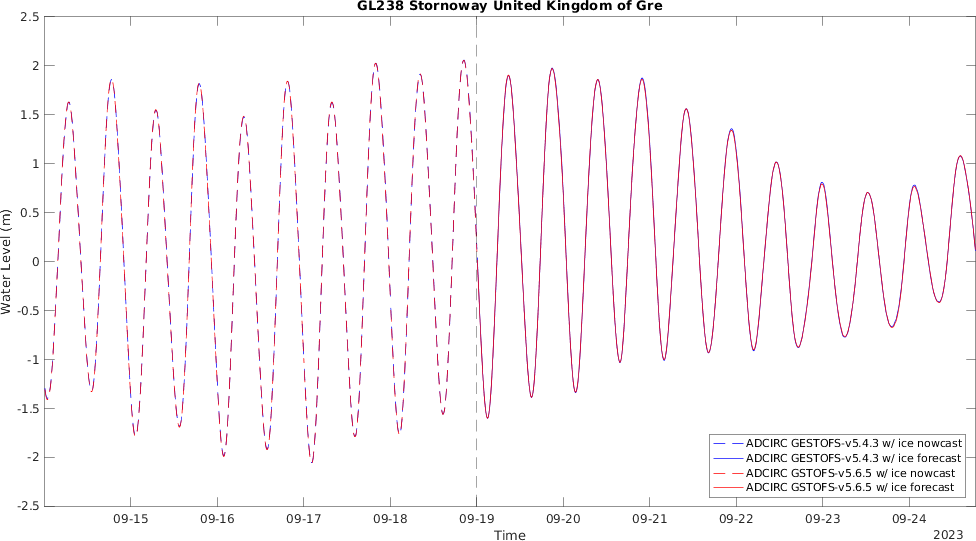 GL238 Stornoway United Kingdom of Gre
2.5
2
1.5
1
0.5
0
-0.5
-1
-1.5
-2
-2.5
Water Level (m)
09-15 09-16 09-17 09-18 09-19 09-20 09-21 09-22 09-23 09-24
Time
2023
ADCIRC GESTOFS-v5.4.3 w/ ice nowcast
ADCIRC GESTOFS-v5.4.3 w/ ice forecast
ADCIRC GSTOFS-v5.6.5 w/ ice nowcast
ADCIRC GSTOFS-v5.6.5 w/ ice forecast